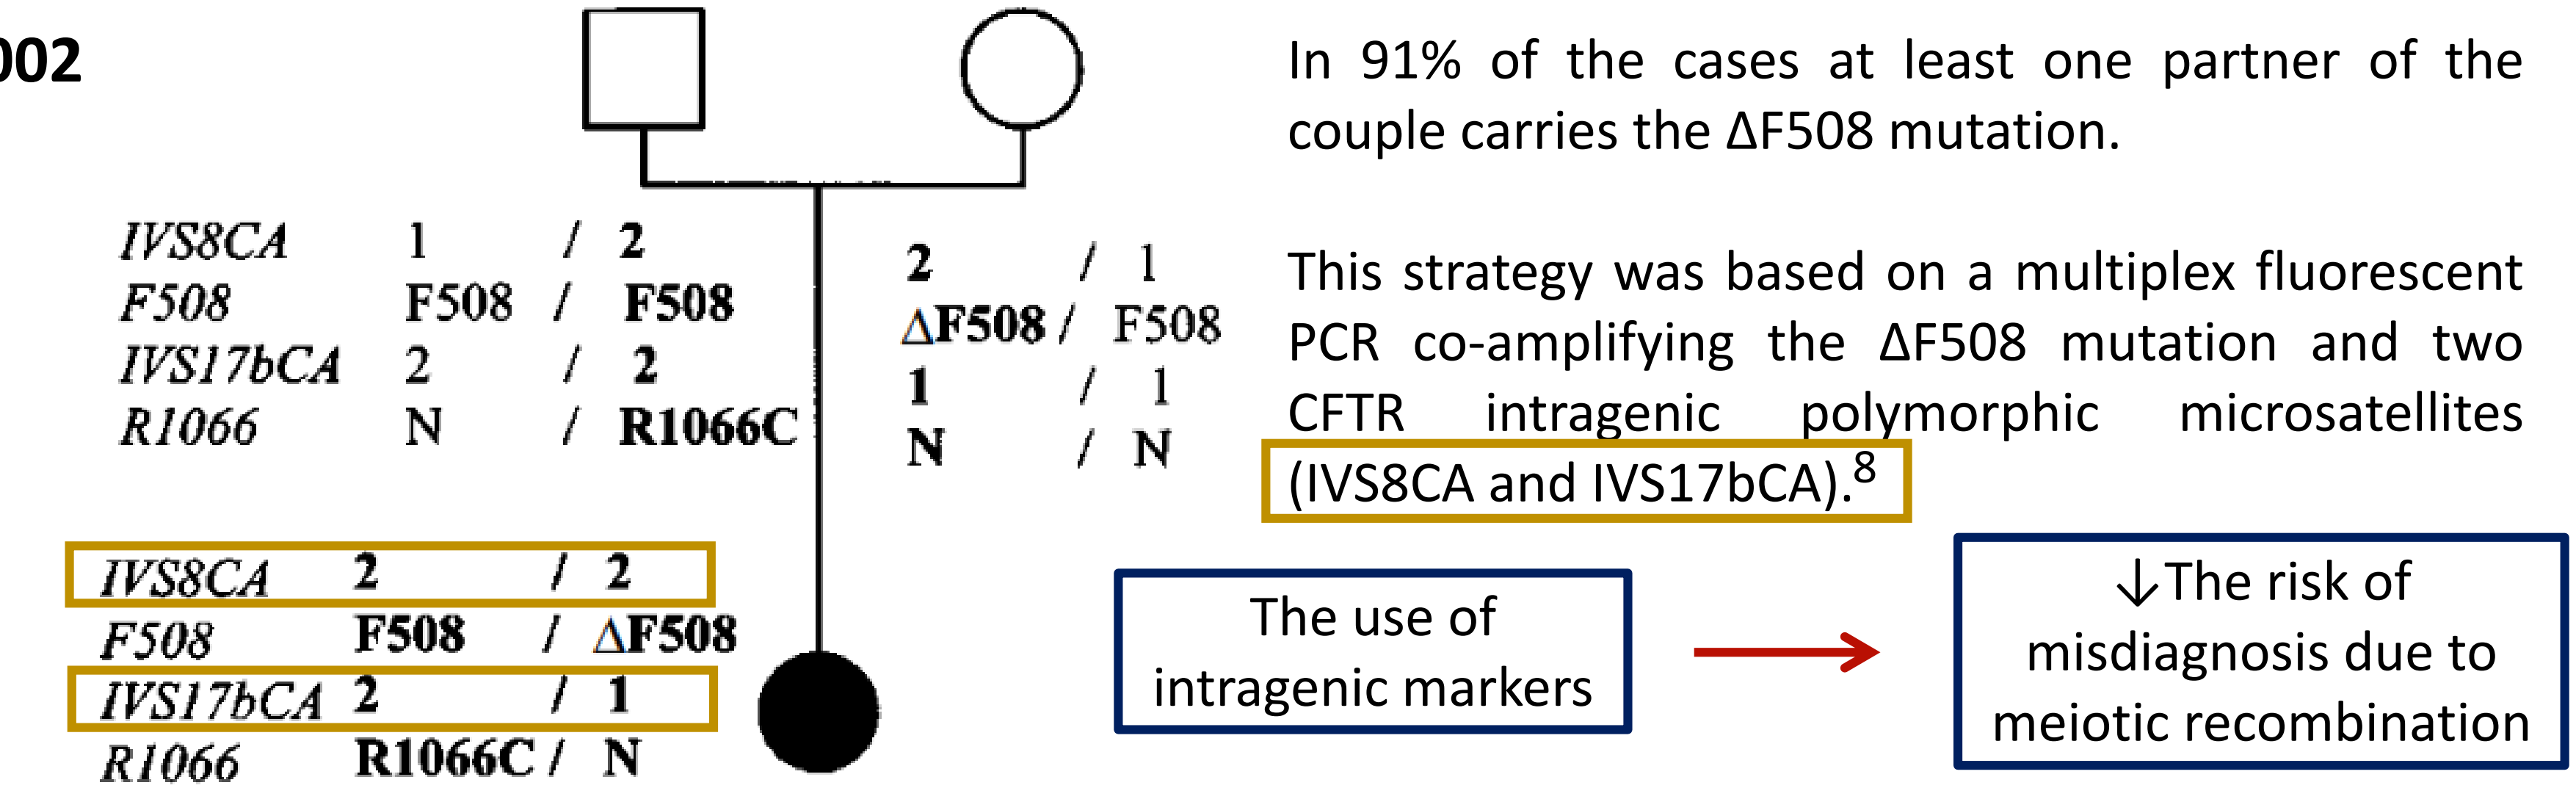 002
IVS8CA 1 / 2
F508 F508 / F508
IVS17bCA 2 / 2
R1066 N / R1066C
2 / 1
ΔF508 / F508
1 / 1
N / N
IVS8CA 2 / 2
F508 F508 / ΔF508
IVS17bCA 2 / 1
R1066 R1066C / N
In 91% of the cases at least one partner of the
couple carries the ΔF508 mutation.
This strategy was based on a multiplex fluorescent
PCR co-amplifying the ΔF508 mutation and two
CFTR intragenic polymorphic microsatellites
(IVS8CA and IVS17bCA).⁸
The use of
intragenic markers
↓The risk of
misdiagnosis due to
meiotic recombination